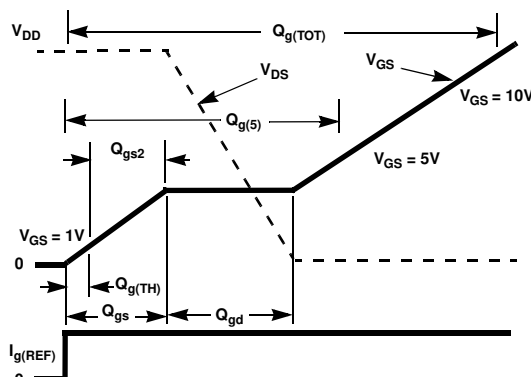 V_DD
Q_g(TOT)
V_DS
V_GS
V_GS = 10V
Q_g(5)
Q_gs2
V_GS = 5V
V_GS = 1V
0
Q_g(TH)
Q_gs
Q_gd
I_g(REF)
0